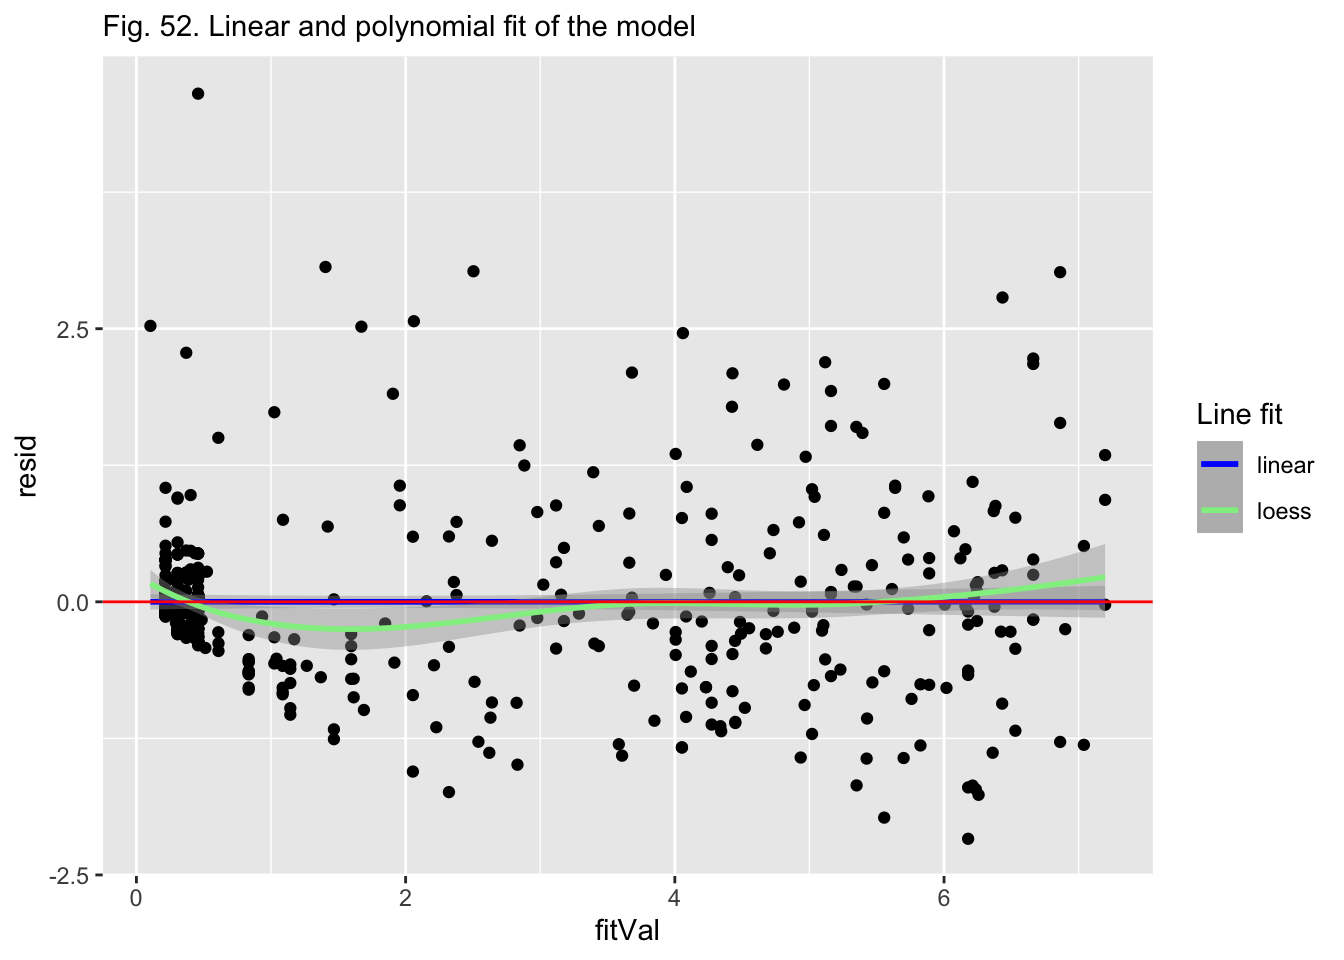 Fig. 52. Linear and polynomial fit of the model
resid
2.5
0.0
-2.5
0
2
4
6
fitVal
Line fit
linear
loess